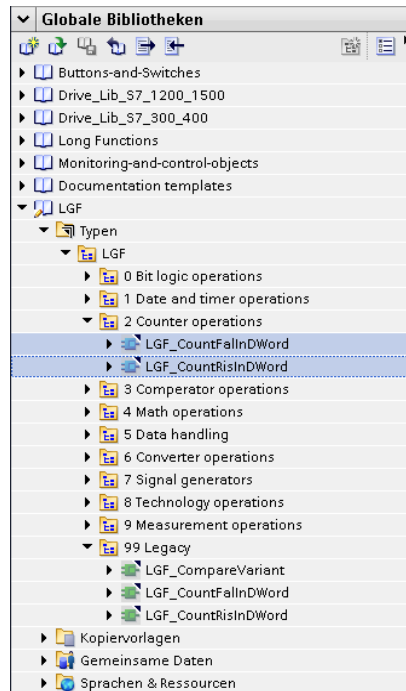 Globale Bibliotheken
Buttons-and-Switches
Drive_Lib_S7_1200_1500
Drive_Lib_S7_300_400
Long Functions
Monitoring-and-control-objects
Documentation templates
LGF
Typen
LGF
0 Bit logic operations
1 Date and timer operations
2 Counter operations
LGF_CountFalInDWord
LGF_CountRisInDWord
3 Comperator operations
4 Math operations
5 Data handling
6 Converter operations
7 Signal generators
8 Technology operations
9 Measurement operations
99 Legacy
LGF_CompareVariant
LGF_CountFalInDWord
LGF_CountRisInDWord
Kopiervorlagen
Gemeinsame Daten
Sprachen & Ressourcen